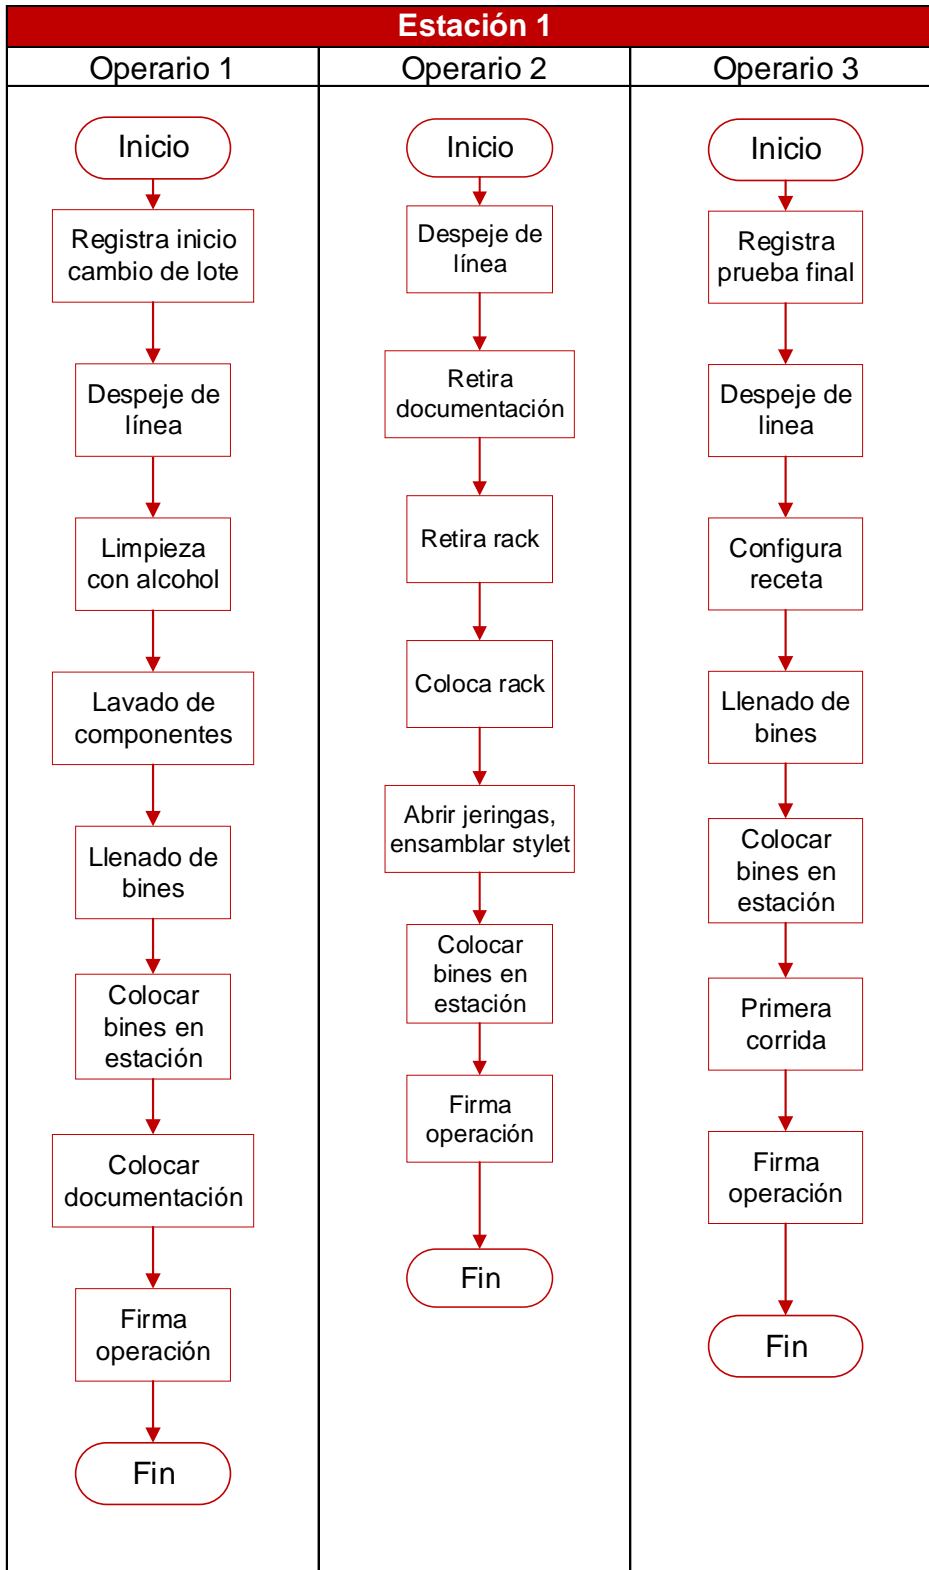 Estación 1
Operario 1
Inicio
Registra inicio
cambio de lote
Despeje de
línea
Limpieza
con alcohol
Lavado de
componentes
Llenado de
bines
Colocar
bines en
estación
Colocar
documentación
Firma
operación
Fin
Operario 2
Inicio
Despeje de
línea
Retira
documentación
Retira rack
Coloca rack
Abrir jeringas,
ensamblar stylet
Colocar
bines en
estación
Firma
operación
Fin
Operario 3
Inicio
Registra
prueba final
Despeje de
linea
Configura
receta
Llenado de
bines
Colocar
bines en
estación
Primera
corrida
Firma
operación
Fin